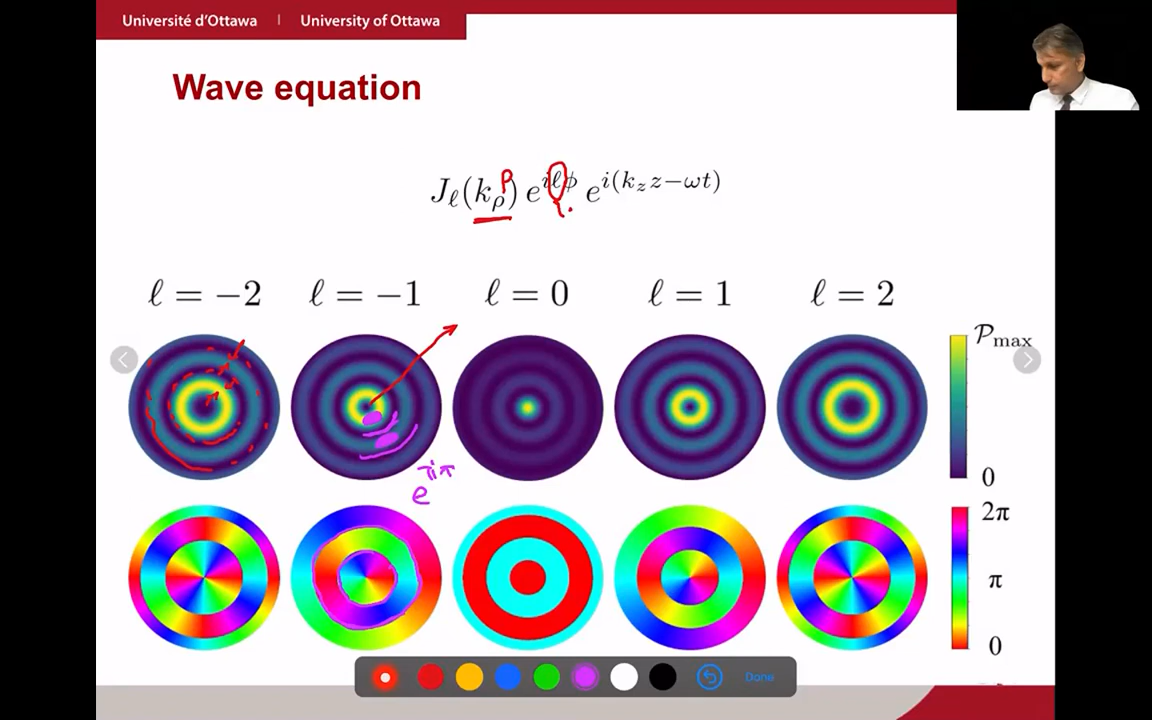 Université d'Ottawa | University of Ottawa
Wave equation
J_ℓ(k_ρ ρ) e^{iℓϕ} e^{i(k_z z−ωt)}
ℓ = −2 ℓ = −1 ℓ = 0 ℓ = 1 ℓ = 2
𝒫max
0
e^{iπ}
2π
π
0
Done